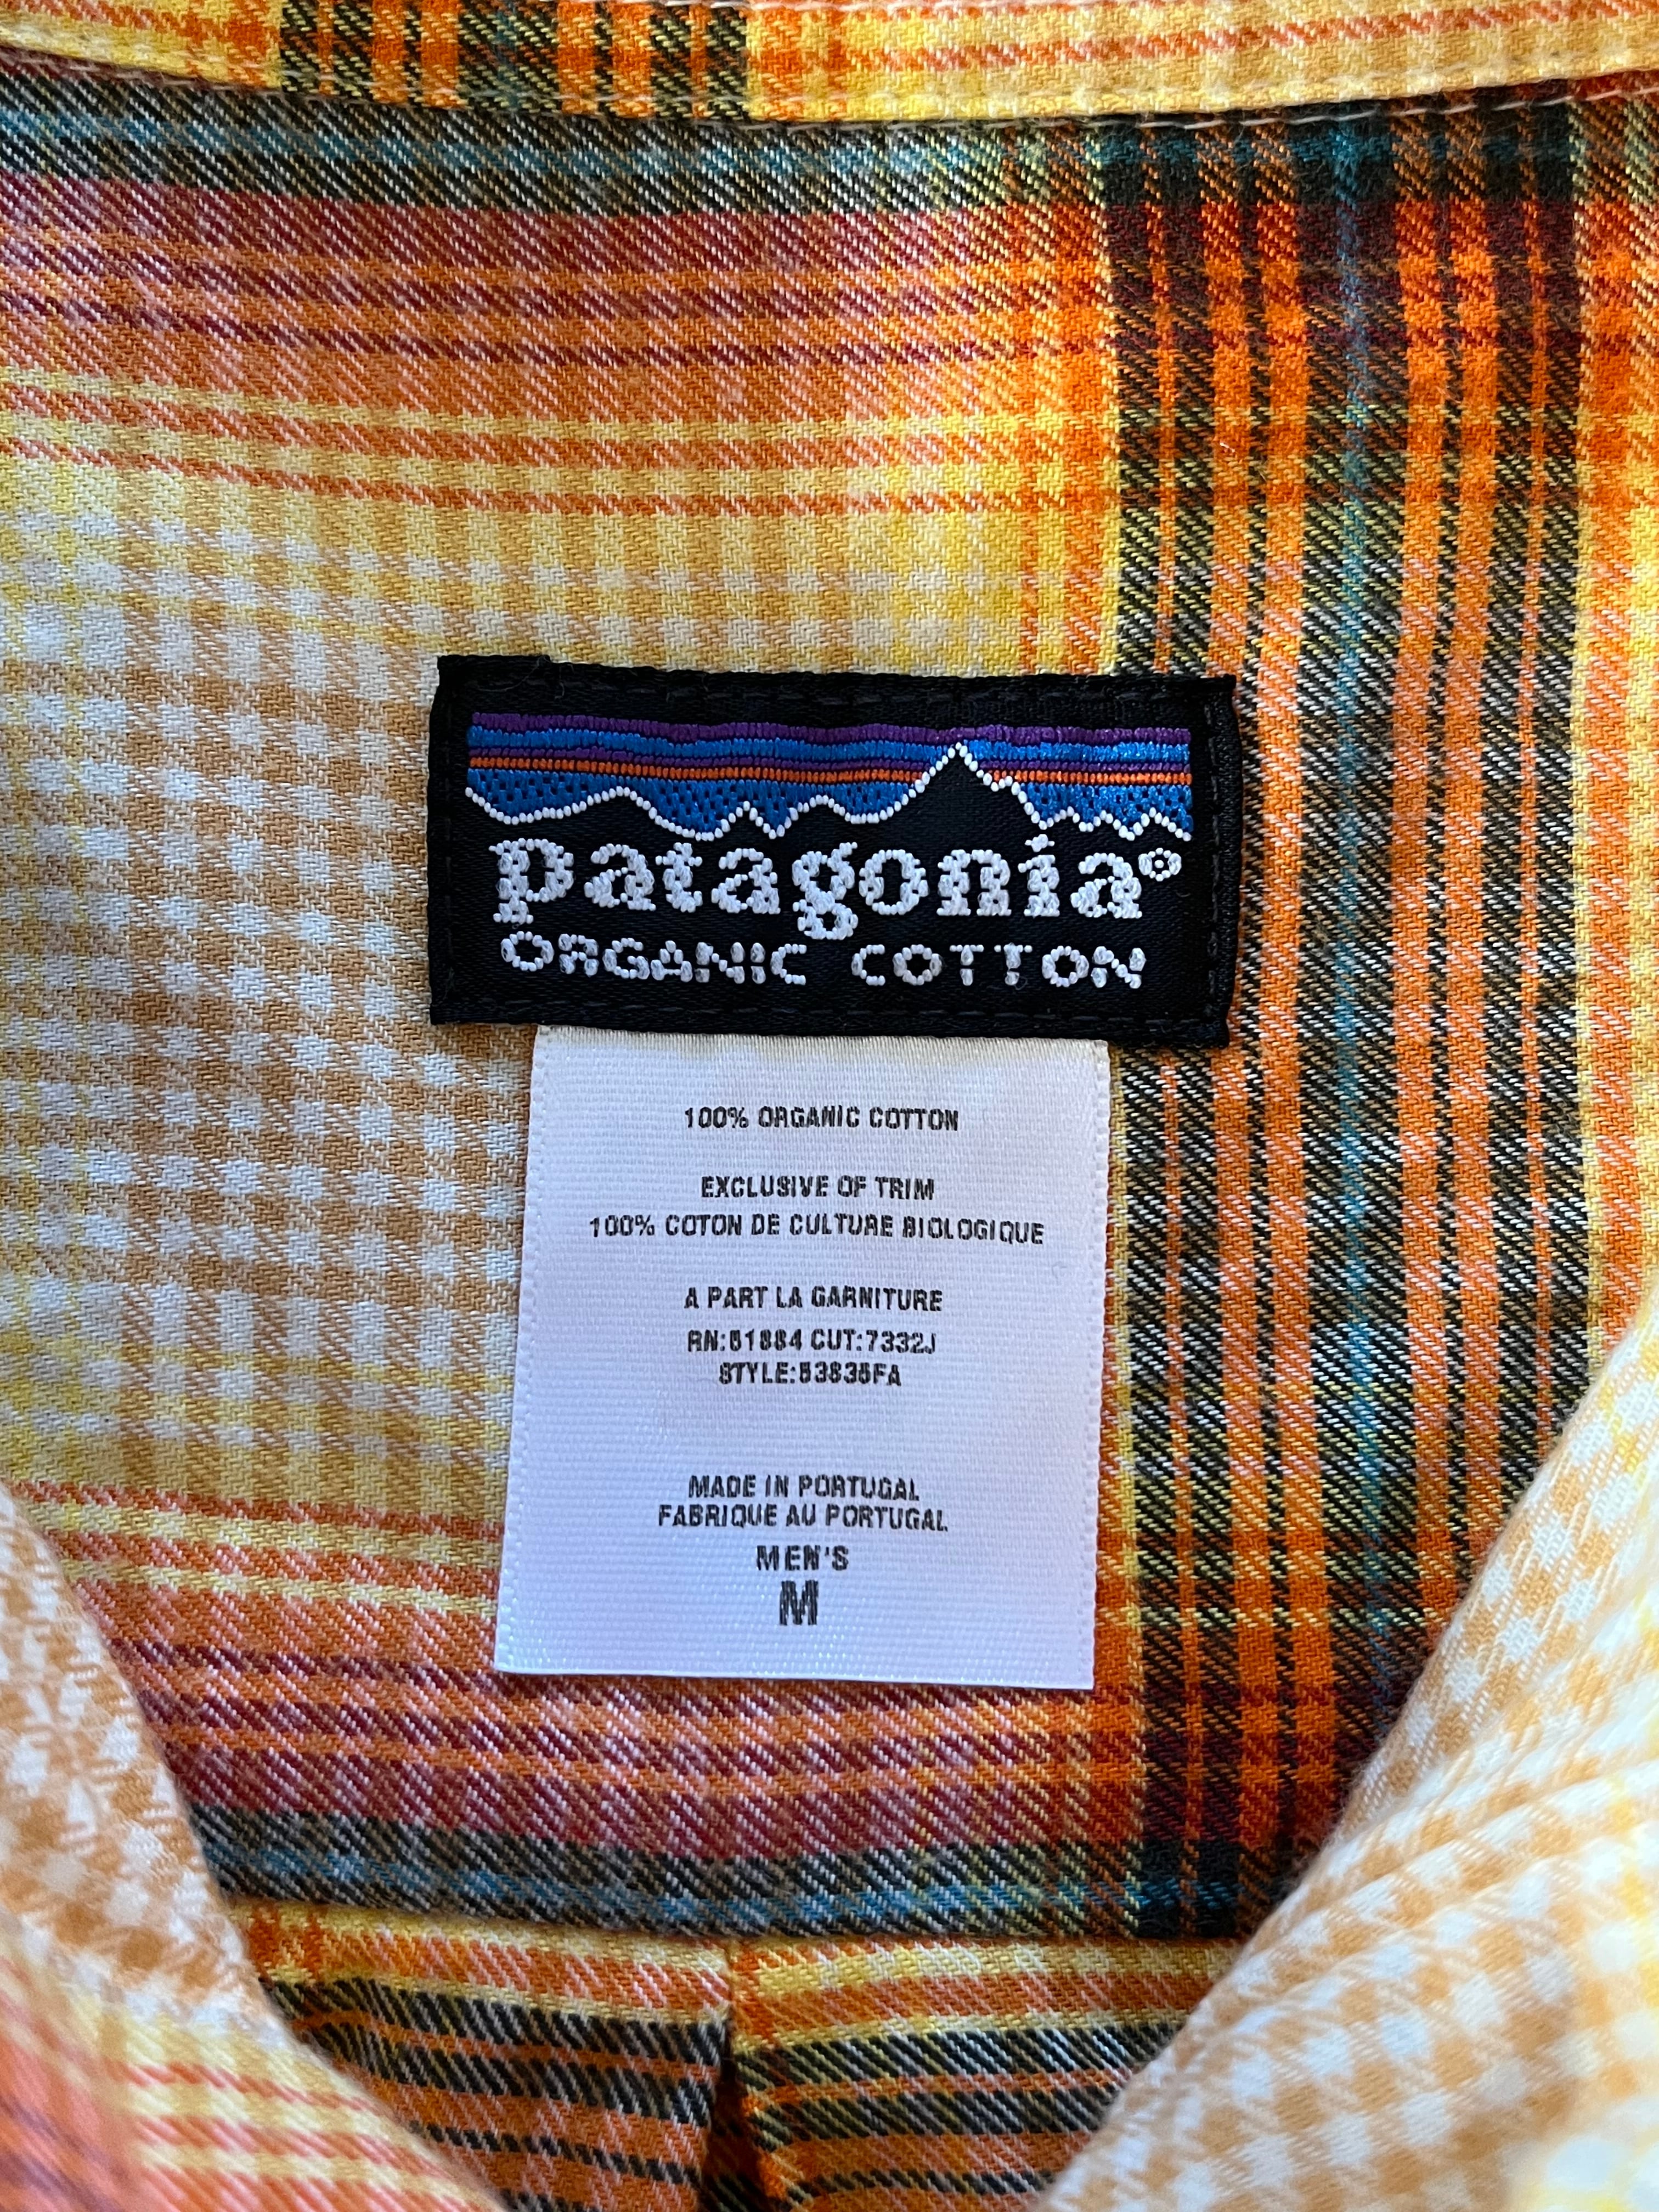 patagonia®
ORGANIC COTTON
100% ORGANIC COTTON
EXCLUSIVE OF TRIM
100% COTON DE CULTURE BIOLOGIQUE
A PART LA GARNITURE
RN:51884 CUT:7332J
STYLE:53835FA
MADE IN PORTUGAL
FABRIQUE AU PORTUGAL
MEN'S
M